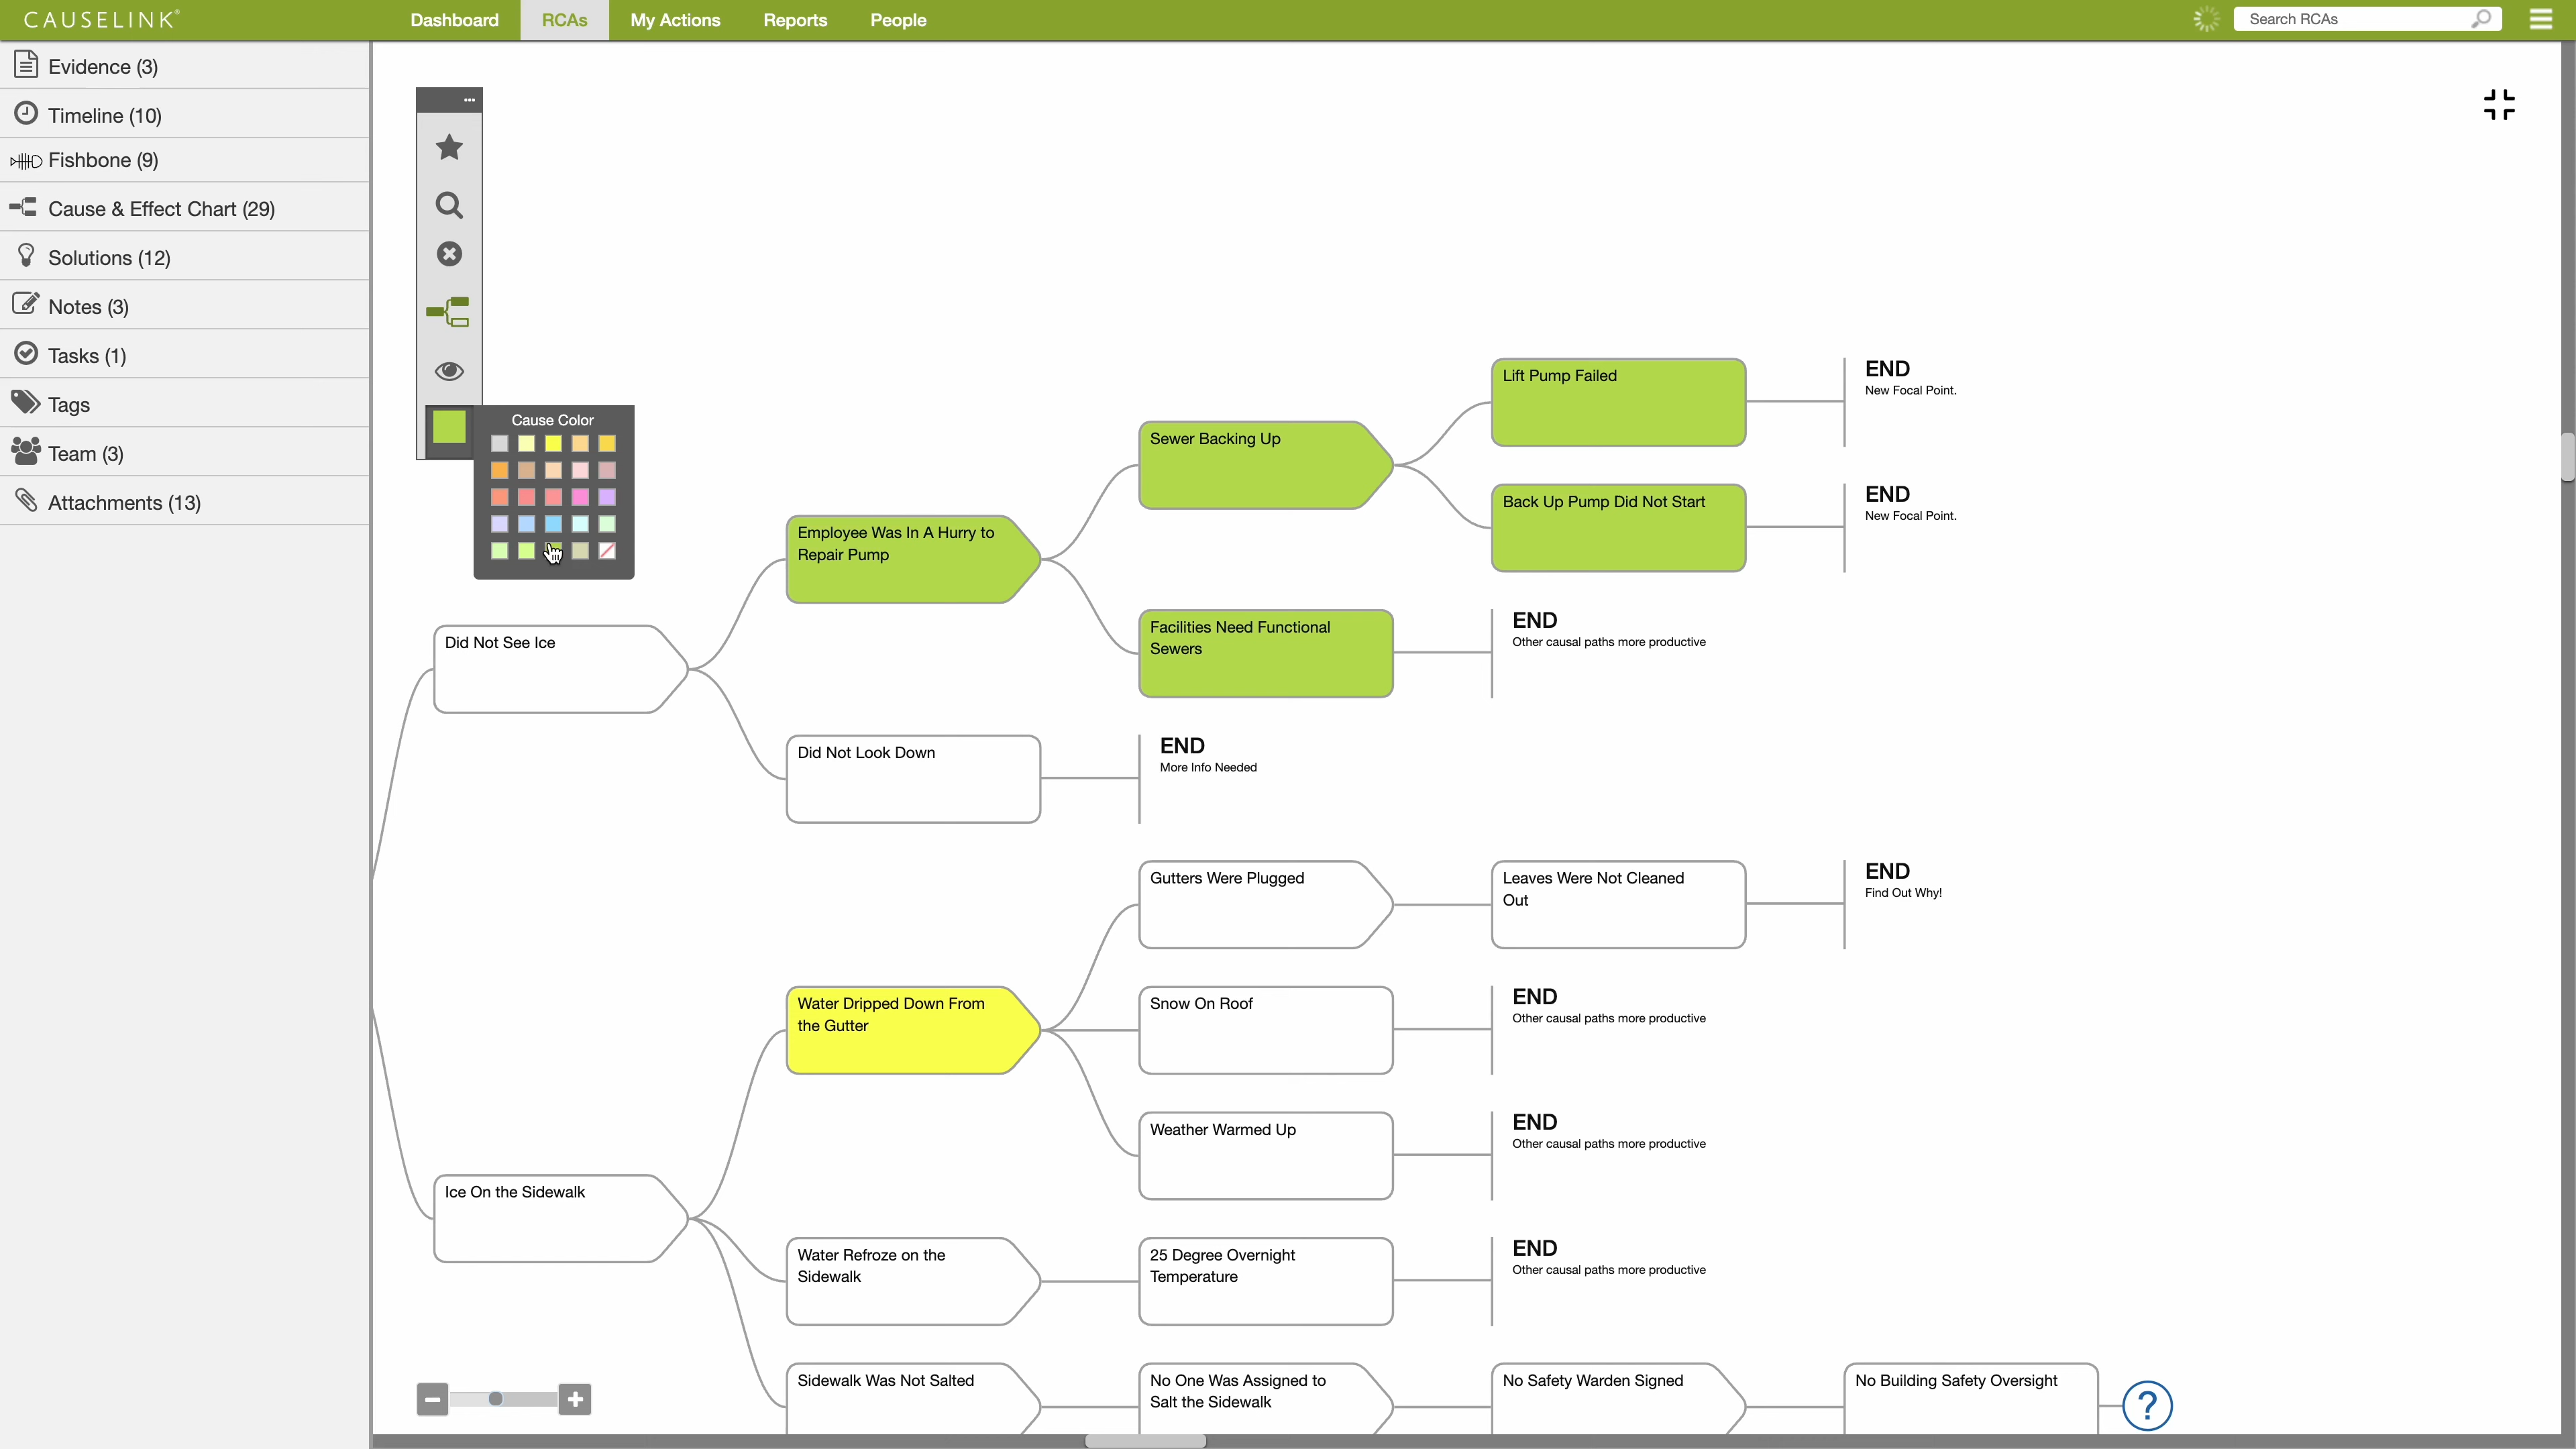 CAUSELINK®
Dashboard
RCAs
My Actions
Reports
People
Search RCAs
Evidence (3)
Timeline (10)
Fishbone (9)
Cause & Effect Chart (29)
Solutions (12)
Notes (3)
Tasks (1)
Tags
Team (3)
Attachments (13)
Cause Color
Lift Pump Failed
END
New Focal Point.
Sewer Backing Up
Back Up Pump Did Not Start
END
New Focal Point.
Employee Was In A Hurry to
Repair Pump
Facilities Need Functional
Sewers
END
Other causal paths more productive
Did Not See Ice
Did Not Look Down
END
More Info Needed
Gutters Were Plugged
Leaves Were Not Cleaned
Out
END
Find Out Why!
Water Dripped Down From
the Gutter
Snow On Roof
END
Other causal paths more productive
Weather Warmed Up
END
Other causal paths more productive
Ice On the Sidewalk
Water Refroze on the
Sidewalk
25 Degree Overnight
Temperature
END
Other causal paths more productive
Sidewalk Was Not Salted
No One Was Assigned to
Salt the Sidewalk
No Safety Warden Signed
No Building Safety Oversight
?